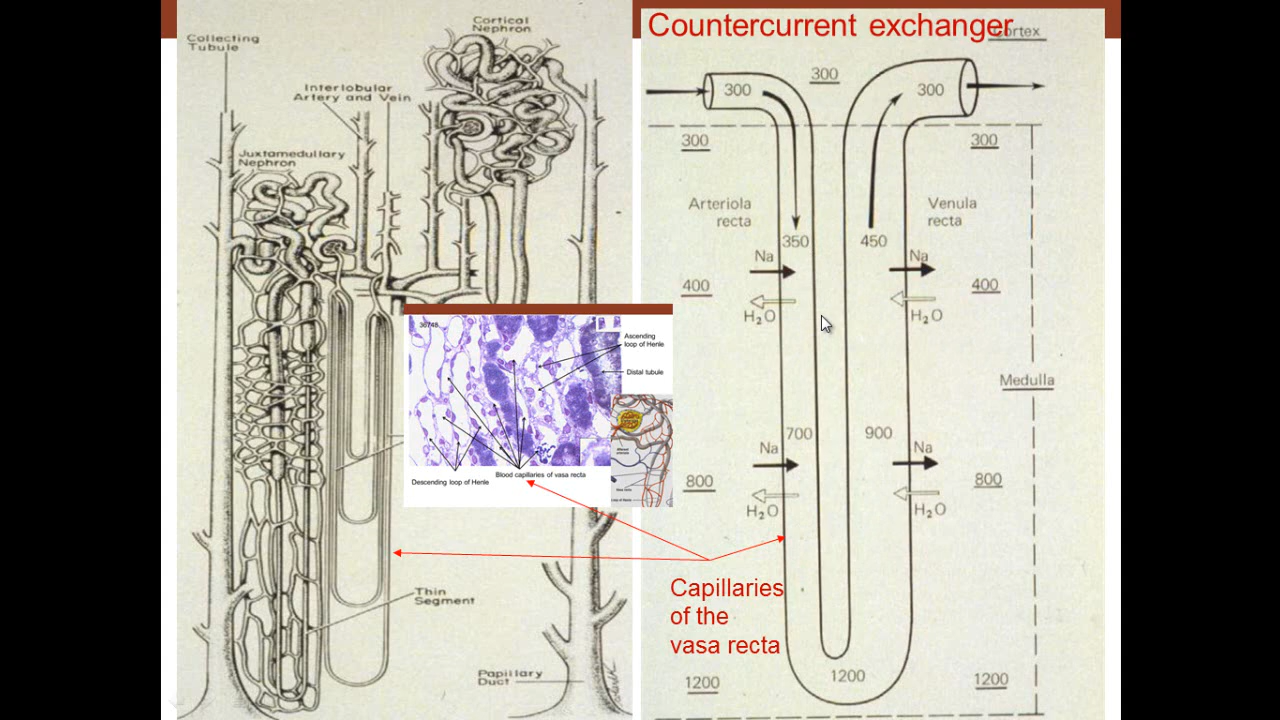 Collecting
Tubule
Cortical
Nephron
Interlobular
Artery and Vein
Juxtamedullary
Nephron
Thin
Segment
Papillary
Duct
36748
Ascending
loop of Henle
Distal tubule
Blood capillaries of vasa recta
Descending loop of Henle
Countercurrent exchanger
Cortex
300
300
300
300
300
Arteriola
recta
Venula
recta
350
450
Na
Na
400
400
H₂O
H₂O
Medulla
700
900
Na
Na
800
800
H₂O
H₂O
Capillaries
of the
vasa recta
1200
1200
1200